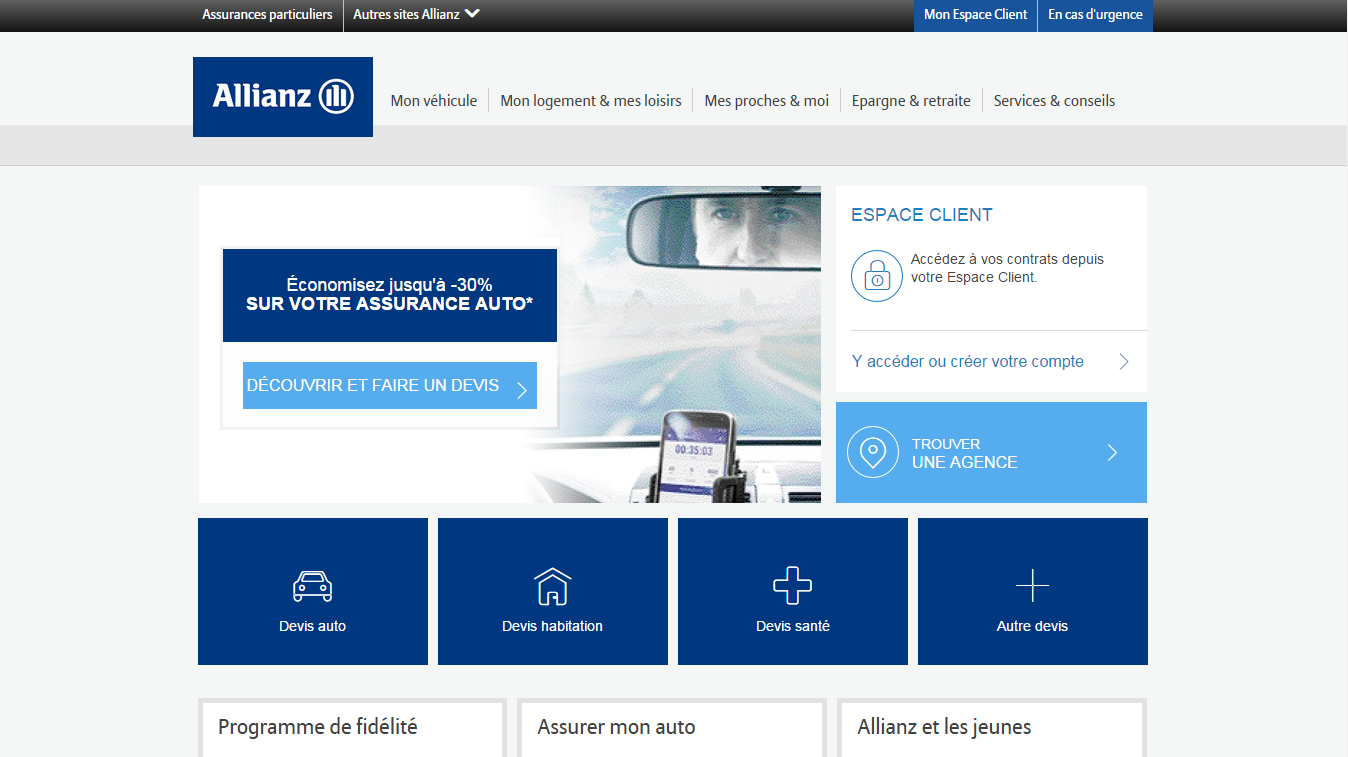 Assurances particuliers
Autres sites Allianz
Mon Espace Client
En cas d'urgence
Allianz
Mon véhicule
Mon logement & mes loisirs
Mes proches & moi
Epargne & retraite
Services & conseils
Économisez jusqu'à -30%
SUR VOTRE ASSURANCE AUTO*
DÉCOUVRIR ET FAIRE UN DEVIS
00:35:03
ESPACE CLIENT
Accédez à vos contrats depuis
votre Espace Client.
Y accéder ou créer votre compte
TROUVER
UNE AGENCE
Devis auto
Devis habitation
Devis santé
Autre devis
Programme de fidélité
Assurer mon auto
Allianz et les jeunes